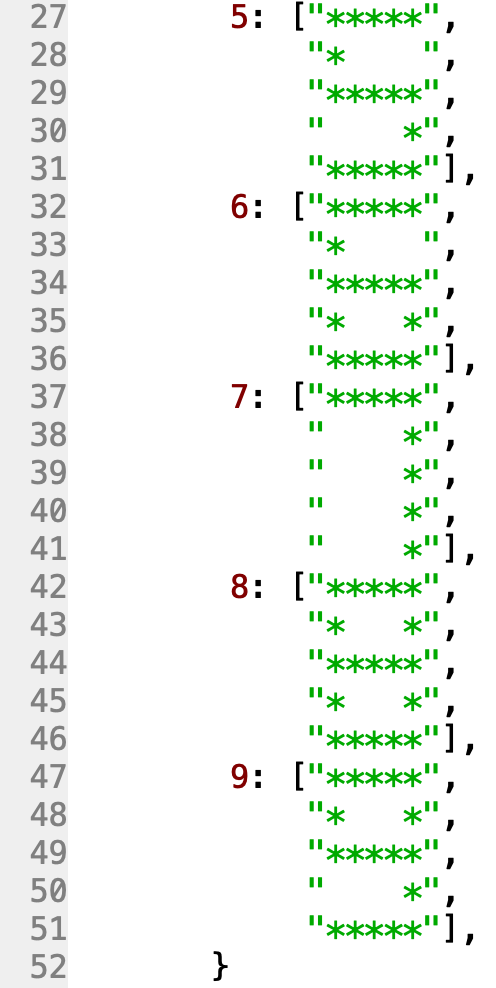 27         5: ["*****",
28             "*    ",
29             "*****",
30             "    *",
31             "*****"],
32         6: ["*****",
33             "*    ",
34             "*****",
35             "*   *",
36             "*****"],
37         7: ["*****",
38             "    *",
39             "    *",
40             "    *",
41             "    *"],
42         8: ["*****",
43             "*   *",
44             "*****",
45             "*   *",
46             "*****"],
47         9: ["*****",
48             "*   *",
49             "*****",
50             "    *",
51             "*****"],
52        }